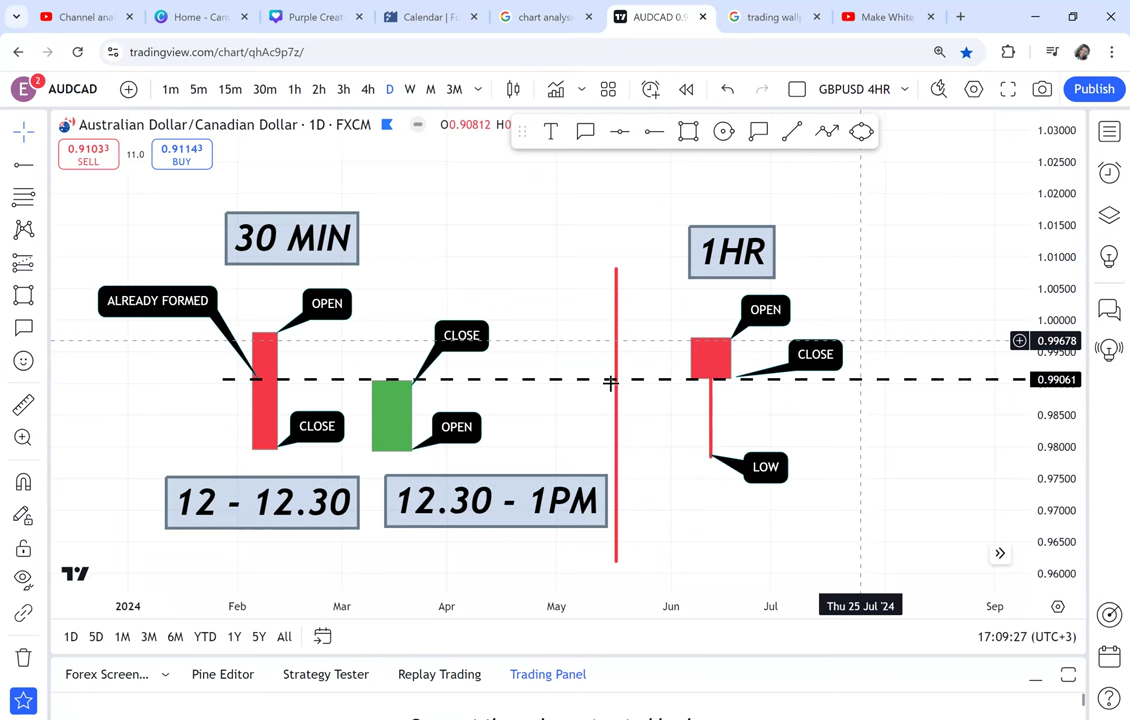 Channel anal
Home - Can
Purple Creat
Calendar | Fo
chart analysi
AUDCAD 0.9
trading wallp
Make White
tradingview.com/chart/qhAc9p7z/
E 2 AUDCAD 1m 5m 15m 30m 1h 2h 3h 4h D W M 3M GBPUSD 4HR Publish
Australian Dollar/Canadian Dollar · 1D · FXCM O0.90812 H0
0.91033 SELL 11.0 0.91143 BUY
30 MIN
1HR
ALREADY FORMED
OPEN
CLOSE
CLOSE
OPEN
OPEN
CLOSE
LOW
12 - 12.30
12.30 - 1PM
1.03000
1.02500
1.02000
1.01500
1.01000
1.00500
1.00000
0.99678
0.99500
0.99061
0.98500
0.98000
0.97500
0.97000
0.96500
0.96000
2024 Feb Mar Apr May Jun Jul Thu 25 Jul '24 Sep
1D 5D 1M 3M 6M YTD 1Y 5Y All 17:09:27 (UTC+3)
Forex Screen... Pine Editor Strategy Tester Replay Trading Trading Panel